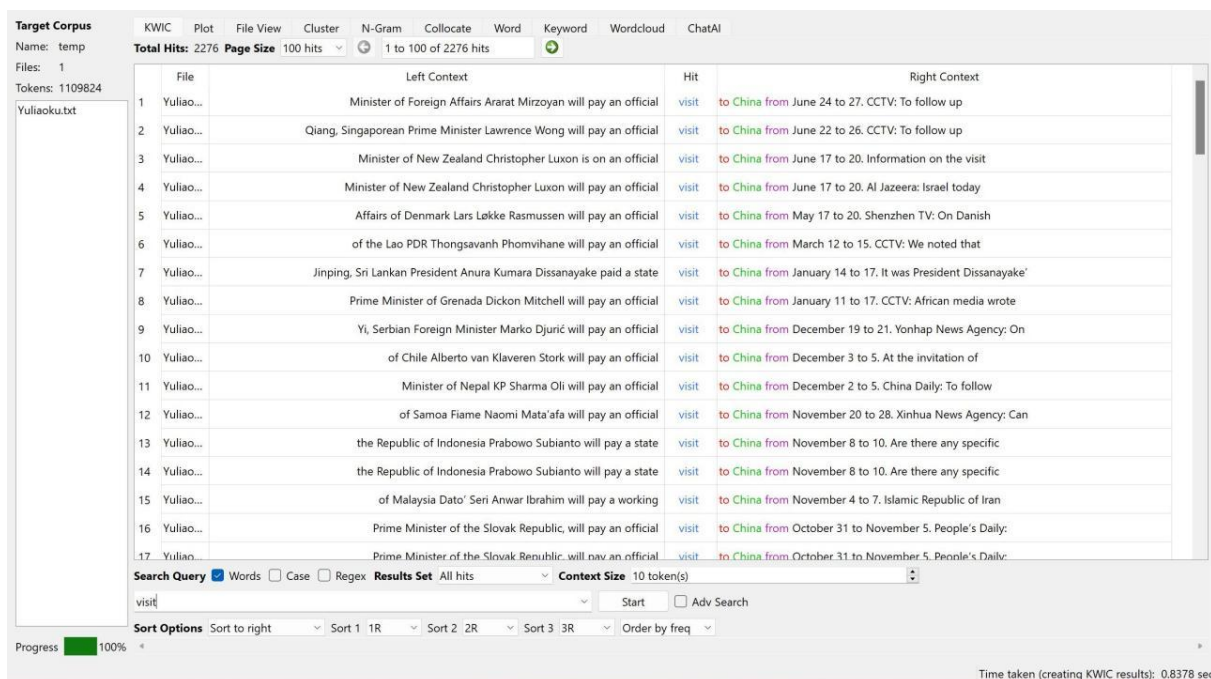 Target Corpus
Name: temp
Files: 1
Tokens: 1109824
Yuliaoku.txt
Progress 100%
KWIC Plot File View Cluster N-Gram Collocate Word Keyword Wordcloud ChatAI
Total Hits: 2276 Page Size 100 hits 1 to 100 of 2276 hits
File Left Context Hit Right Context
1 Yuliao... Minister of Foreign Affairs Ararat Mirzoyan will pay an official visit to China from June 24 to 27. CCTV: To follow up
2 Yuliao... Qiang, Singaporean Prime Minister Lawrence Wong will pay an official visit to China from June 22 to 26. CCTV: To follow up
3 Yuliao... Minister of New Zealand Christopher Luxon is on an official visit to China from June 17 to 20. Information on the visit
4 Yuliao... Minister of New Zealand Christopher Luxon will pay an official visit to China from June 17 to 20. Al Jazeera: Israel today
5 Yuliao... Affairs of Denmark Lars Løkke Rasmussen will pay an official visit to China from May 17 to 20. Shenzhen TV: On Danish
6 Yuliao... of the Lao PDR Thongsavanh Phomvihane will pay an official visit to China from March 12 to 15. CCTV: We noted that
7 Yuliao... Jinping, Sri Lankan President Anura Kumara Dissanayake paid a state visit to China from January 14 to 17. It was President Dissanayake'
8 Yuliao... Prime Minister of Grenada Dickon Mitchell will pay an official visit to China from January 11 to 17. CCTV: African media wrote
9 Yuliao... Yi, Serbian Foreign Minister Marko Djurić will pay an official visit to China from December 19 to 21. Yonhap News Agency: On
10 Yuliao... of Chile Alberto van Klaveren Stork will pay an official visit to China from December 3 to 5. At the invitation of
11 Yuliao... Minister of Nepal KP Sharma Oli will pay an official visit to China from December 2 to 5. China Daily: To follow
12 Yuliao... of Samoa Fiame Naomi Mata'afa will pay an official visit to China from November 20 to 28. Xinhua News Agency: Can
13 Yuliao... the Republic of Indonesia Prabowo Subianto will pay a state visit to China from November 8 to 10. Are there any specific
14 Yuliao... the Republic of Indonesia Prabowo Subianto will pay a state visit to China from November 8 to 10. Are there any specific
15 Yuliao... of Malaysia Dato' Seri Anwar Ibrahim will pay a working visit to China from November 4 to 7. Islamic Republic of Iran
16 Yuliao... Prime Minister of the Slovak Republic, will pay an official visit to China from October 31 to November 5. People's Daily:
17 Yuliao... Prime Minister of the Slovak Republic, will pay an official visit to China from October 31 to November 5. People's Daily:
Search Query Words Case Regex Results Set All hits Context Size 10 token(s)
visit Start Adv Search
Sort Options Sort to right Sort 1 1R Sort 2 2R Sort 3 3R Order by freq
Time taken (creating KWIC results): 0.8378 sec